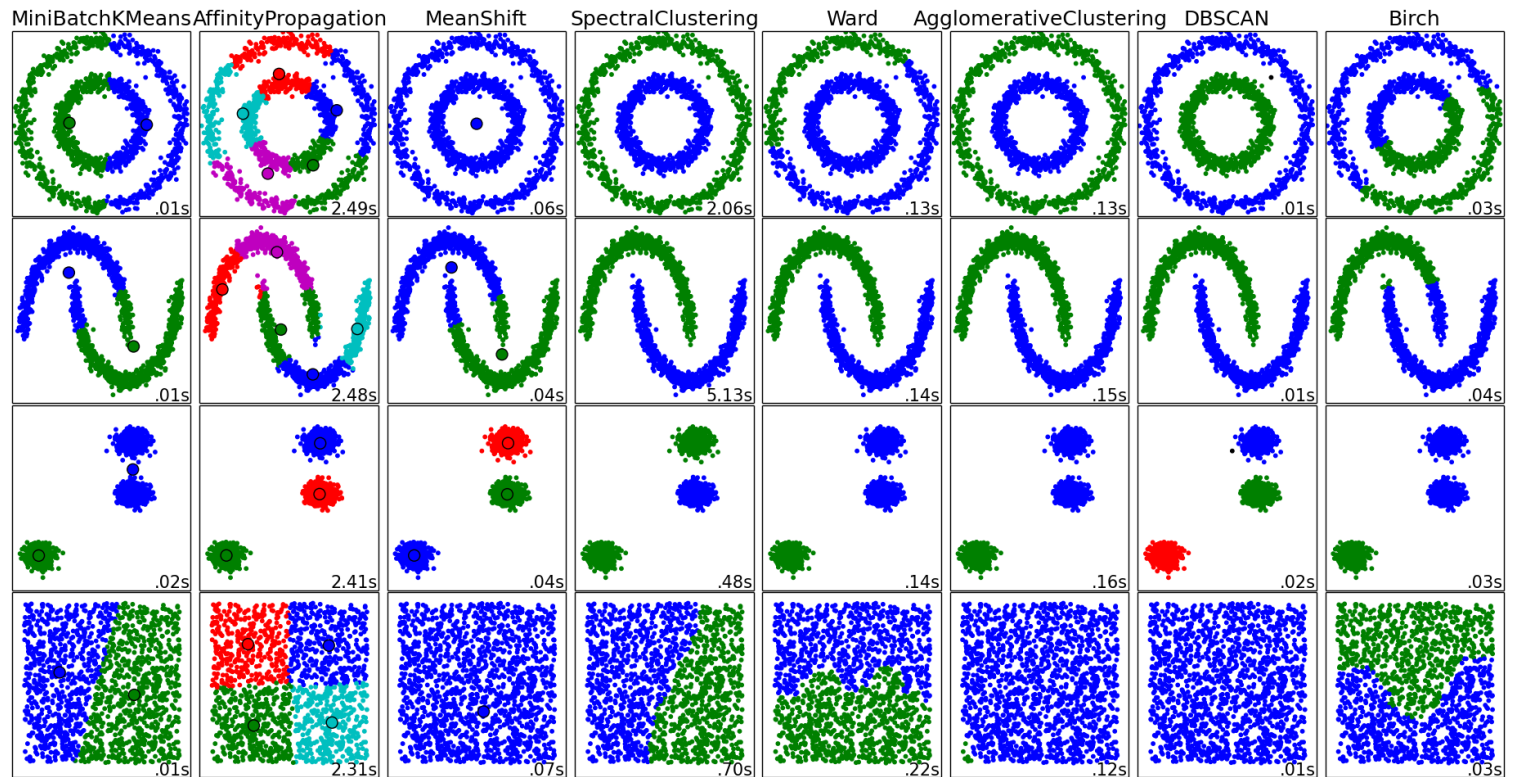 MiniBatchKMeans AffinityPropagation MeanShift SpectralClustering Ward AgglomerativeClustering DBSCAN Birch
.01s 2.49s .06s 2.06s .13s .13s .01s .03s
.01s 2.48s .04s 5.13s .14s .15s .01s .04s
.02s 2.41s .04s .48s .14s .16s .02s .03s
.01s 2.31s .07s .70s .22s .12s .01s .03s